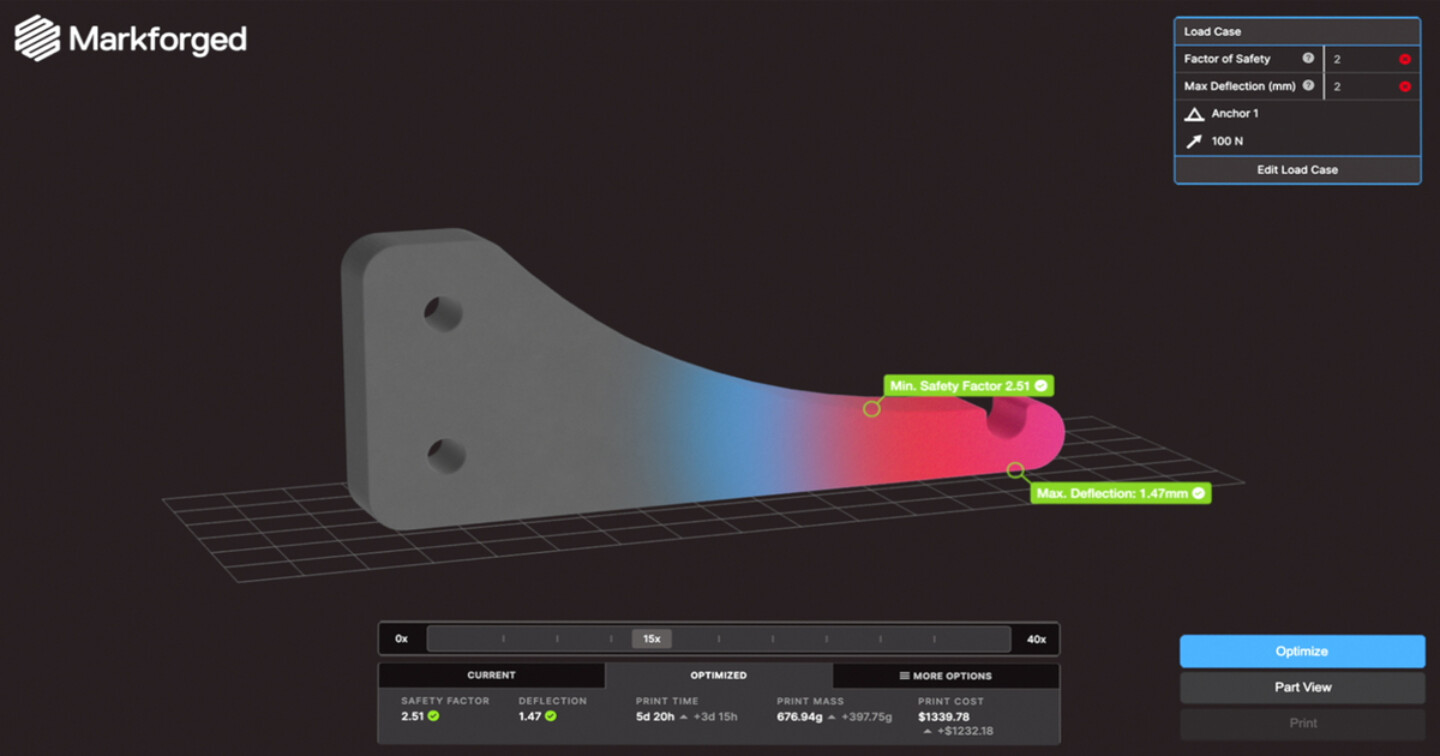 Markforged
Load Case
Factor of Safety ? 2
Max Deflection (mm) ? 2
Anchor 1
100 N
Edit Load Case
Min. Safety Factor 2.51
Max. Deflection: 1.47mm
0x 15x 40x
CURRENT OPTIMIZED MORE OPTIONS
SAFETY FACTOR DEFLECTION PRINT TIME PRINT MASS PRINT COST
2.51 1.47 5d 20h +3d 15h 676.94g +397.75g $1339.78
+$1232.18
Optimize
Part View
Print